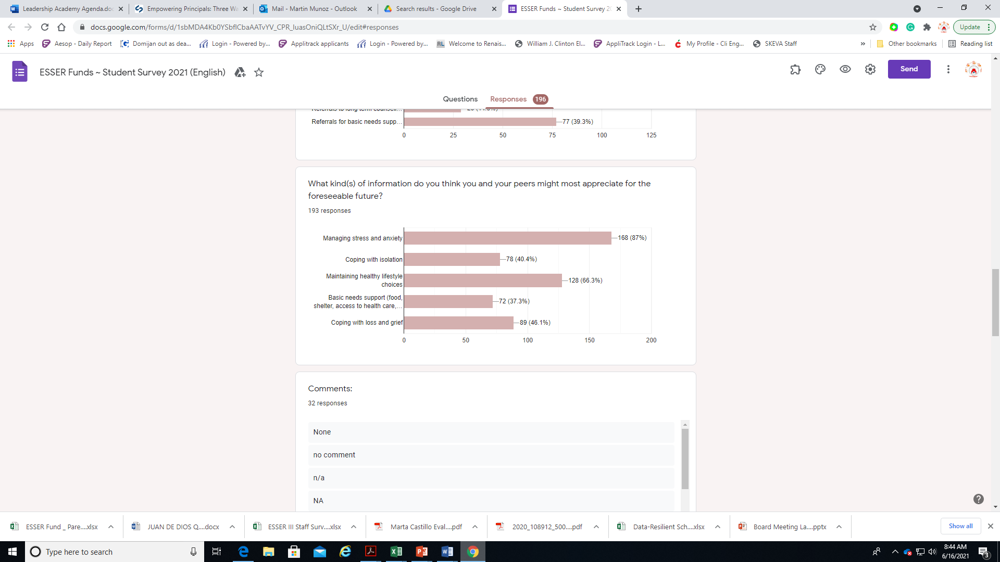 Leadership Academy Agenda.doc
Empowering Principals: Three Wa
Mail - Martin Munoz - Outlook
Search results - Google Drive
ESSER Funds ~ Student Survey 20
docs.google.com/forms/d/1sbMDA4Kb0YSbflCbaAATvYV_CPR_IuasOniQLtSXr_U/edit#responses
Update
Apps
Aesop - Daily Report
Domijan out as dea...
Login - Powered by...
Applitrack applicants
Login - Powered by...
RL Welcome to Renais...
William J. Clinton El...
AppliTrack Login - L...
My Profile - Cli Eng...
SKEVA Staff
»
Other bookmarks
Reading list
ESSER Funds ~ Student Survey 2021 (English)
Send
Questions
Responses 196
Referrals to long term counseli...
Referrals for basic needs supp...
77 (39.3%)
0 25 50 75 100 125
What kind(s) of information do you think you and your peers might most appreciate for the
foreseeable future?
193 responses
Managing stress and anxiety
168 (87%)
Coping with isolation
78 (40.4%)
Maintaining healthy lifestyle
choices
128 (66.3%)
Basic needs support (food,
shelter, access to health care,...
72 (37.3%)
Coping with loss and grief
89 (46.1%)
0 50 100 150 200
Comments:
32 responses
None
no comment
n/a
NA
ESSER Fund _ Pare....xlsx
JUAN DE DIOS Q....docx
ESSER III Staff Surv....xlsx
Marta Castillo Eval....pdf
2020_108912_500....pdf
Data-Resilient Sch....xlsx
Board Meeting La....pptx
Show all
Type here to search
8:44 AM
6/16/2021
3